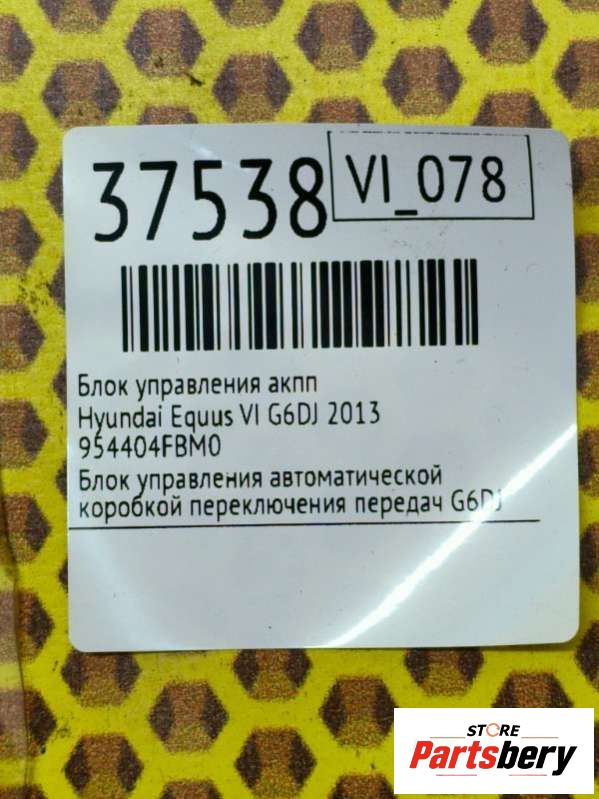 37538
VI_078
Блок управления акпп
Hyundai Equus VI G6DJ 2013
954404FBM0
Блок управления автоматической
коробкой переключения передач G6DJ
STORE
Partsbery